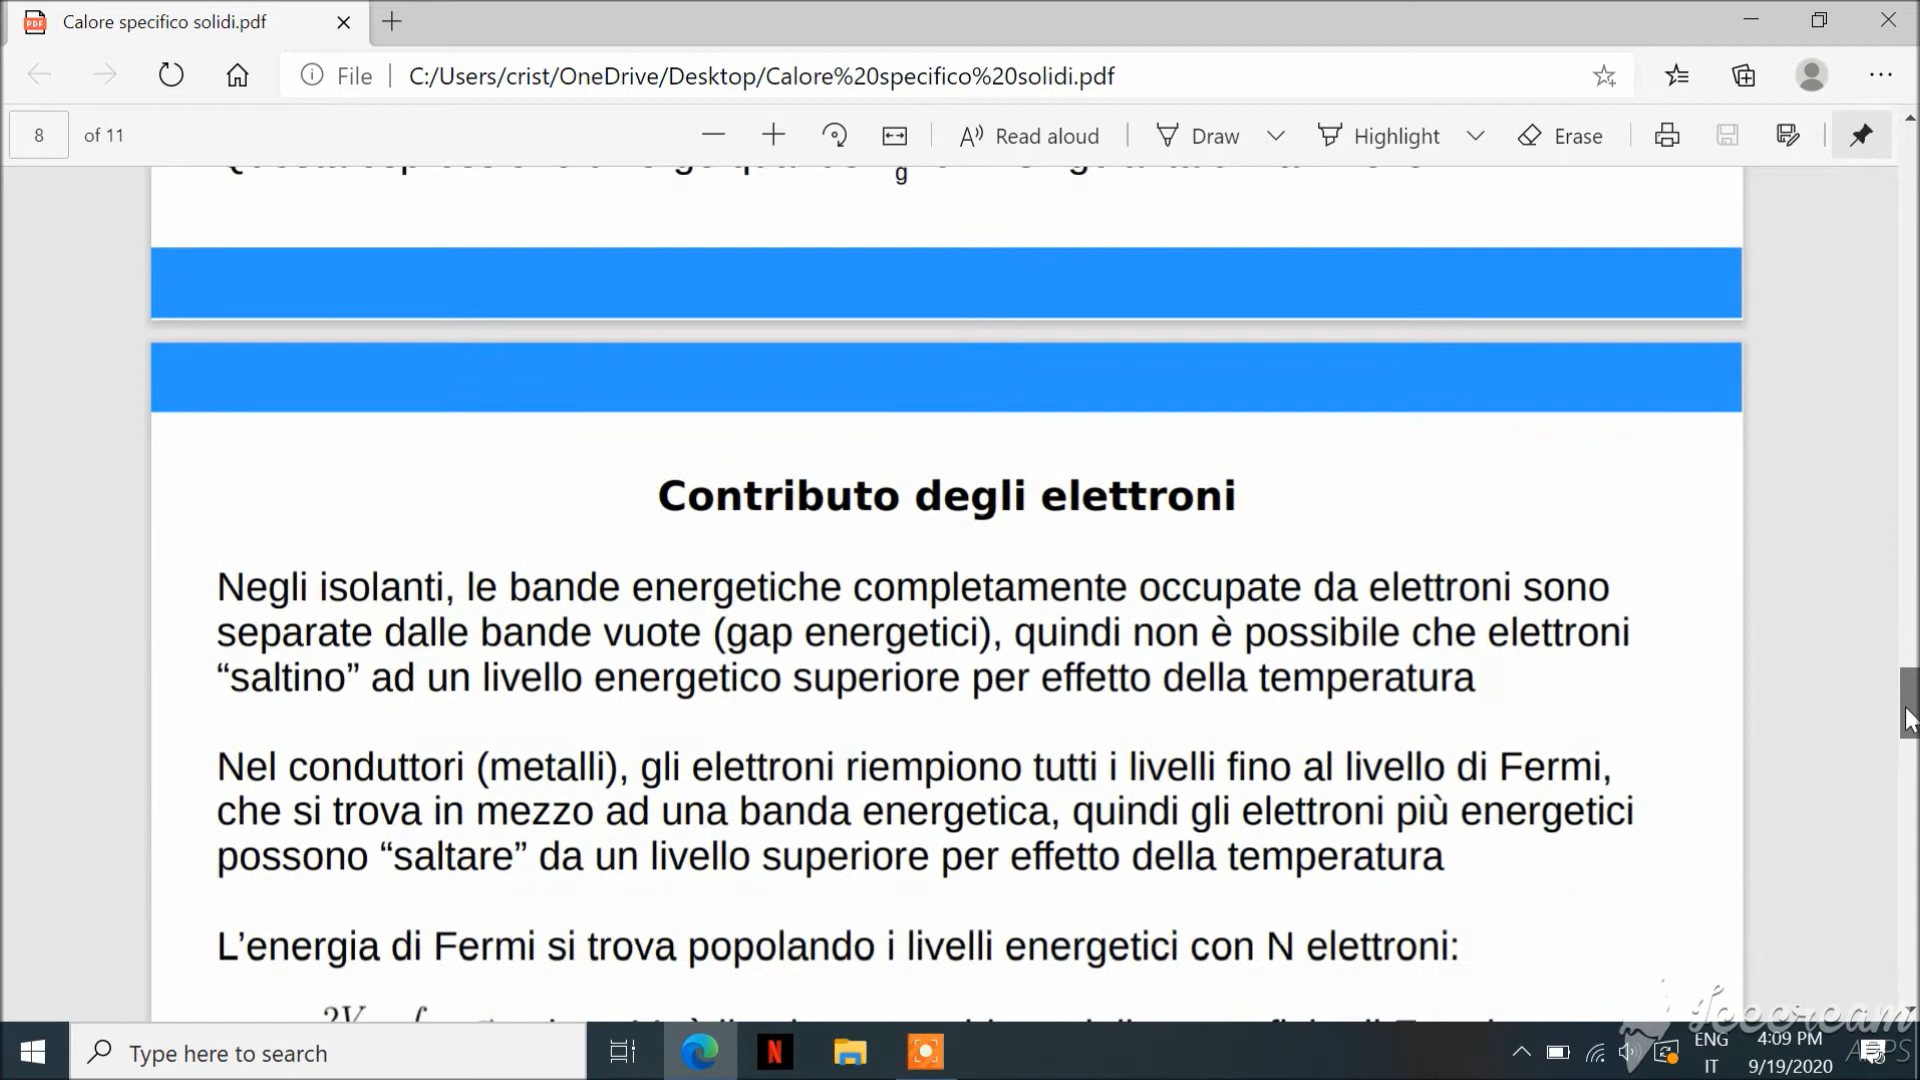 Calore specifico solidi.pdf
File
C:/Users/crist/OneDrive/Desktop/Calore%20specifico%20solidi.pdf
8 of 11
Read aloud
Draw
Highlight
Erase
g
Contributo degli elettroni
Negli isolanti, le bande energetiche completamente occupate da elettroni sono
separate dalle bande vuote (gap energetici), quindi non è possibile che elettroni
“saltino” ad un livello energetico superiore per effetto della temperatura
Nel conduttori (metalli), gli elettroni riempiono tutti i livelli fino al livello di Fermi,
che si trova in mezzo ad una banda energetica, quindi gli elettroni più energetici
possono “saltare” da un livello superiore per effetto della temperatura
L’energia di Fermi si trova popolando i livelli energetici con N elettroni:
Icecream
APPS
Type here to search
N
ENG
IT
4:09 PM
9/19/2020